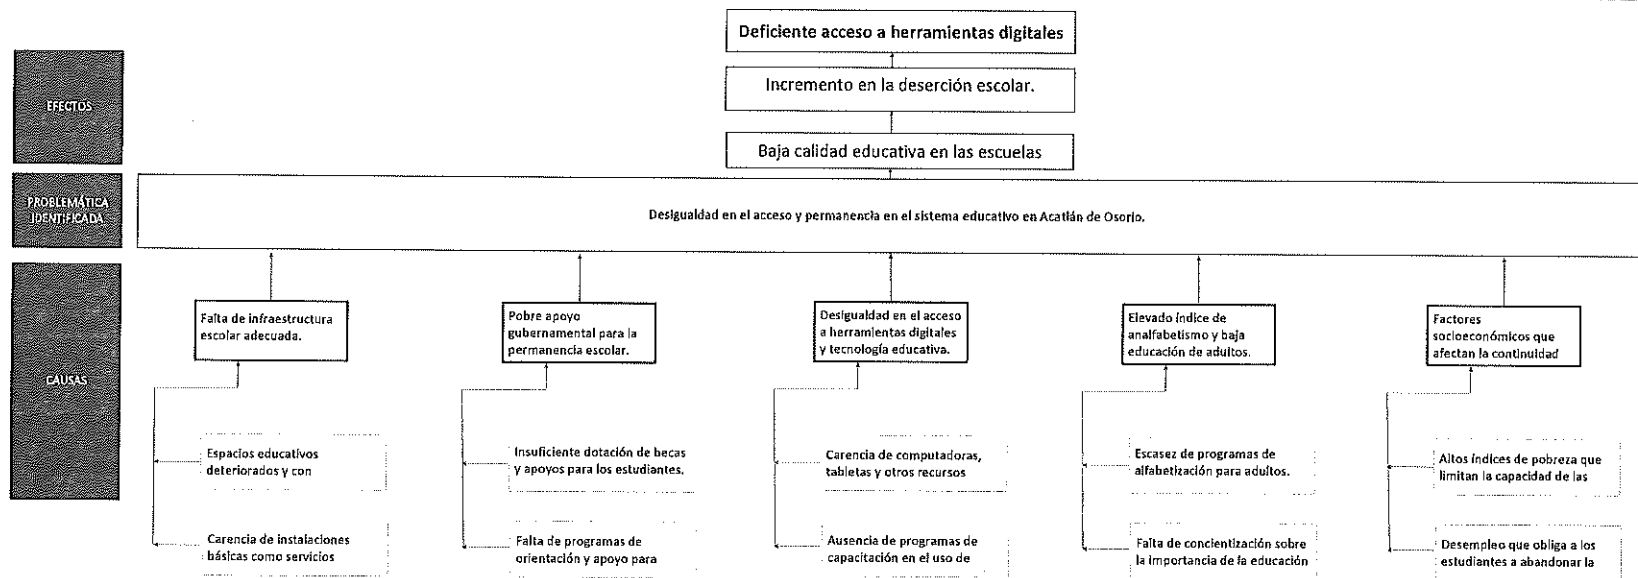 Deficiente acceso a herramientas digitales
EFECTOS
Incremento en la deserción escolar.
Baja calidad educativa en las escuelas
PROBLEMÁTICA
IDENTIFICADA
Desigualdad en el acceso y permanencia en el sistema educativo en Acatlán de Osorio.
CAUSAS
Falta de infraestructura
escolar adecuada.
Pobre apoyo
gubernamental para la
permanencia escolar.
Desigualdad en el acceso
a herramientas digitales
y tecnología educativa.
Elevado índice de
analfabetismo y baja
educación de adultos.
Factores
socioeconómicos que
afectan la continuidad
Espacios educativos
deteriorados y con
Insuficiente dotación de becas
y apoyos para los estudiantes.
Carencia de computadoras,
tabletas y otros recursos
Escasez de programas de
alfabetización para adultos.
Altos índices de pobreza que
limitan la capacidad de las
Carencia de instalaciones
básicas como servicios
Falta de programas de
orientación y apoyo para
Ausencia de programas de
capacitación en el uso de
Falta de concientización sobre
la importancia de la educación
Desempleo que obliga a los
estudiantes a abandonar la